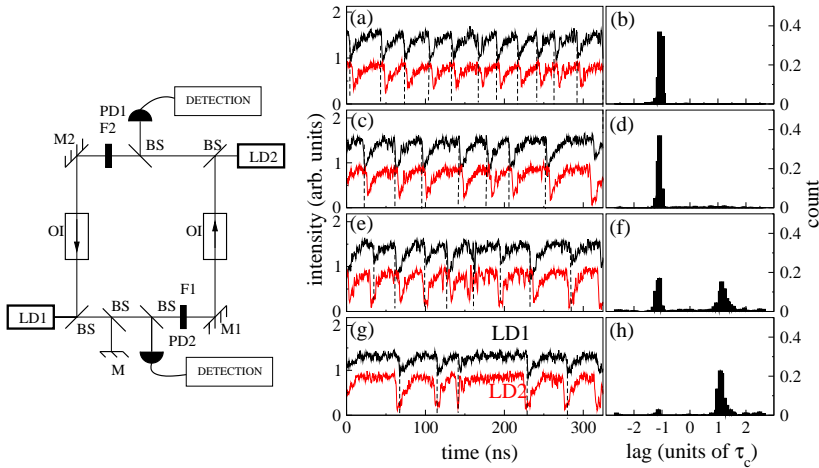 DETECTION
PD1
F2
M2
BS
BS
LD2
OI
OI
F1
LD1
BS
BS
BS
M1
PD2
M
DETECTION
intensity (arb. units)
(a)
2
1
0
(b)
0.4
0.2
0
(c)
2
1
0
(d)
0.4
0.2
0
(e)
2
1
0
(f)
0.4
0.2
0
(g)
LD1
LD2
2
1
0
(h)
0.4
0.2
0
count
0 100 200 300
time (ns)
-2 -1 0 1 2
lag (units of τc)